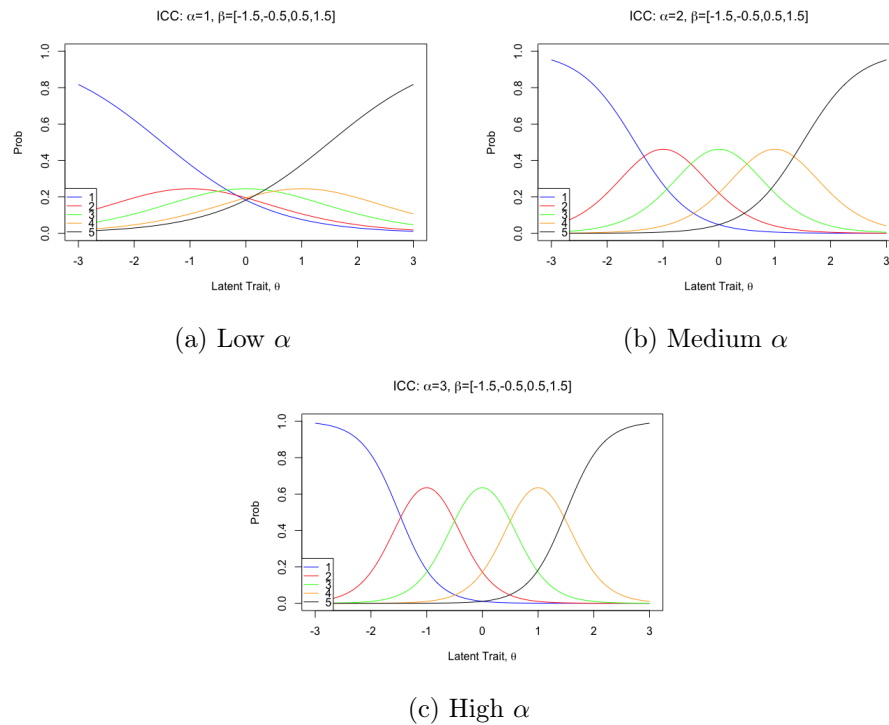 ICC: α=1, β=[-1.5,-0.5,0.5,1.5]
Prob
1.0
0.8
0.6
0.4
0.2
0.0
1
2
3
4
5
-3 -2 -1 0 1 2 3
Latent Trait, θ
(a) Low α
ICC: α=2, β=[-1.5,-0.5,0.5,1.5]
Prob
1.0
0.8
0.6
0.4
0.2
0.0
1
2
3
4
5
-3 -2 -1 0 1 2 3
Latent Trait, θ
(b) Medium α
ICC: α=3, β=[-1.5,-0.5,0.5,1.5]
Prob
1.0
0.8
0.6
0.4
0.2
0.0
1
2
3
4
5
-3 -2 -1 0 1 2 3
Latent Trait, θ
(c) High α